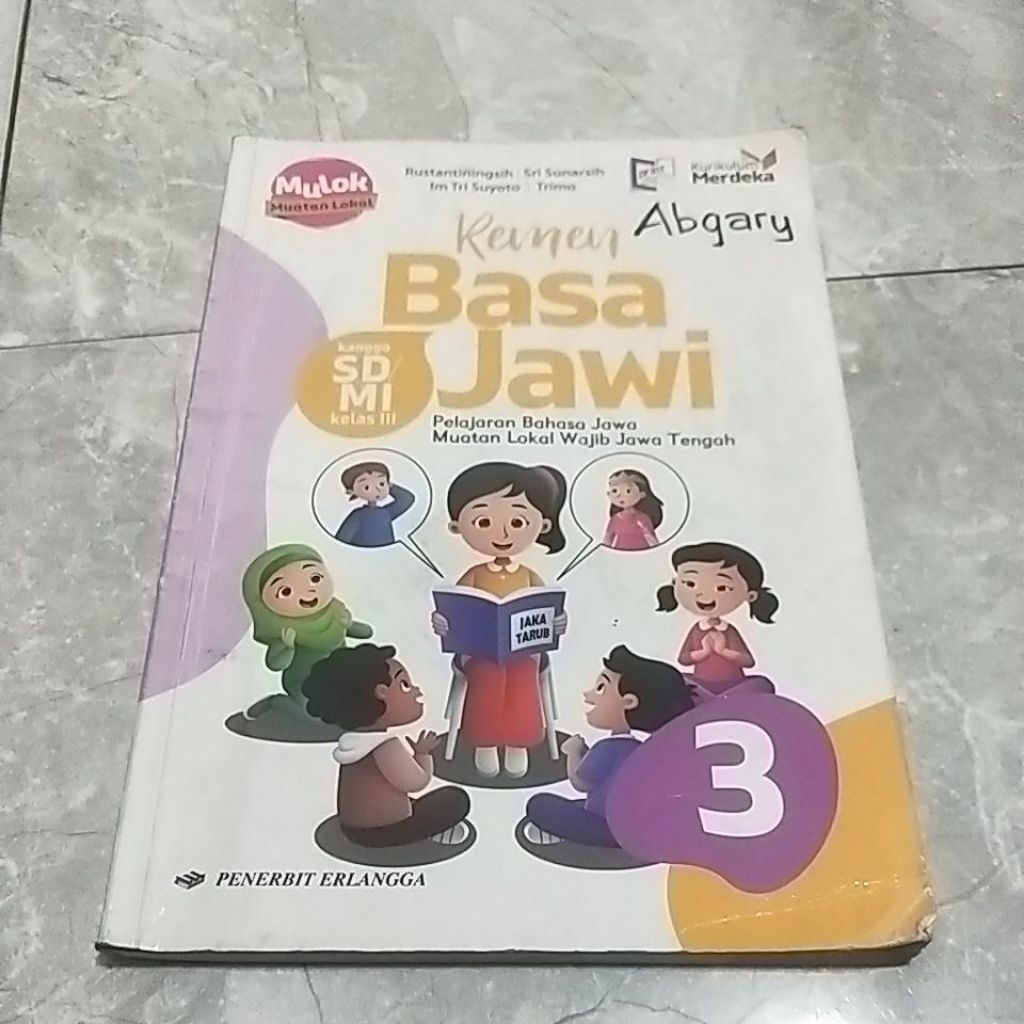 Mulok
Muatan Lokal
Rustantiningsih Sri Sunarsih
Im Tri Suyoto Trimo
Kurikulum
Merdeka
Abgary
Remen
Basa
Jawi
kanggo
SD/
MI
kelas III
Pelajaran Bahasa Jawa
Muatan Lokal Wajib Jawa Tengah
JAKA
TARUB
3
PENERBIT ERLANGGA